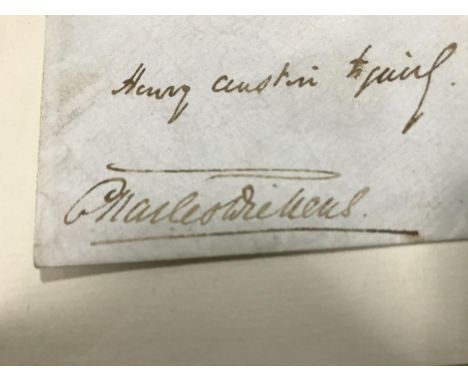 Henry Austin Esquire.
Charles Dickens.